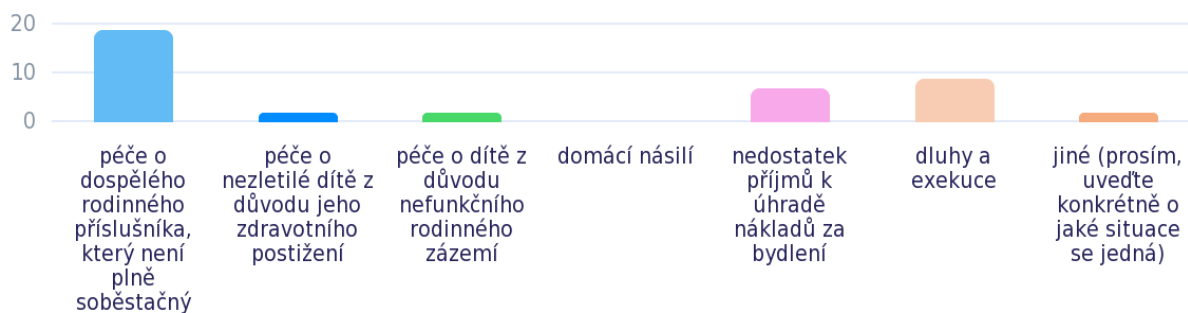 20
10
0
péče o
dospělého
rodinného
příslušníka,
který není
plně
soběstačný
péče o
nezletilé dítě z
důvodu jeho
zdravotního
postižení
péče o dítě z
důvodu
nefunkčního
rodinného
zázemí
domácí násilí
nedostatek
příjmů k
úhradě
nákladů za
bydlení
dluhy a
exekuce
jiné (prosím,
uveďte
konkrétně o
jaké situace
se jedná)